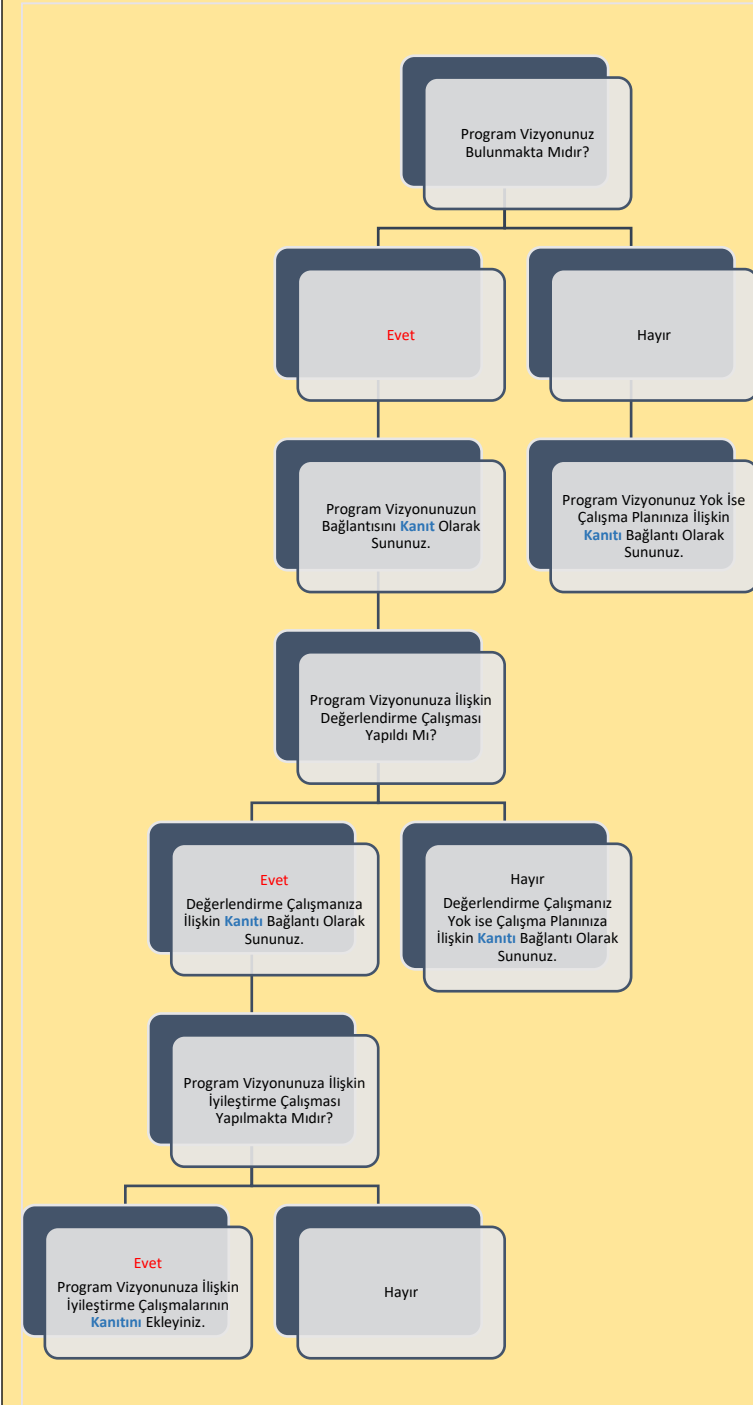 Program Vizyonunuz
Bulunmakta Mıdır?
Evet
Hayır
Program Vizyonunuzun
Bağlantısını Kanıt Olarak
Sununuz.
Program Vizyonunuz Yok İse
Çalışma Planınıza İlişkin
Kanıtı Bağlantı Olarak
Sununuz.
Program Vizyonunuza İlişkin
Değerlendirme Çalışması
Yapıldı Mı?
Evet
Değerlendirme Çalışmanıza
İlişkin Kanıtı Bağlantı Olarak
Sununuz.
Hayır
Değerlendirme Çalışmanız
Yok ise Çalışma Planınıza
İlişkin Kanıtı Bağlantı Olarak
Sununuz.
Program Vizyonunuza İlişkin
İyileştirme Çalışması
Yapılmakta Mıdır?
Evet
Program Vizyonunuza İlişkin
İyileştirme Çalışmalarının
Kanıtını Ekleyiniz.
Hayır